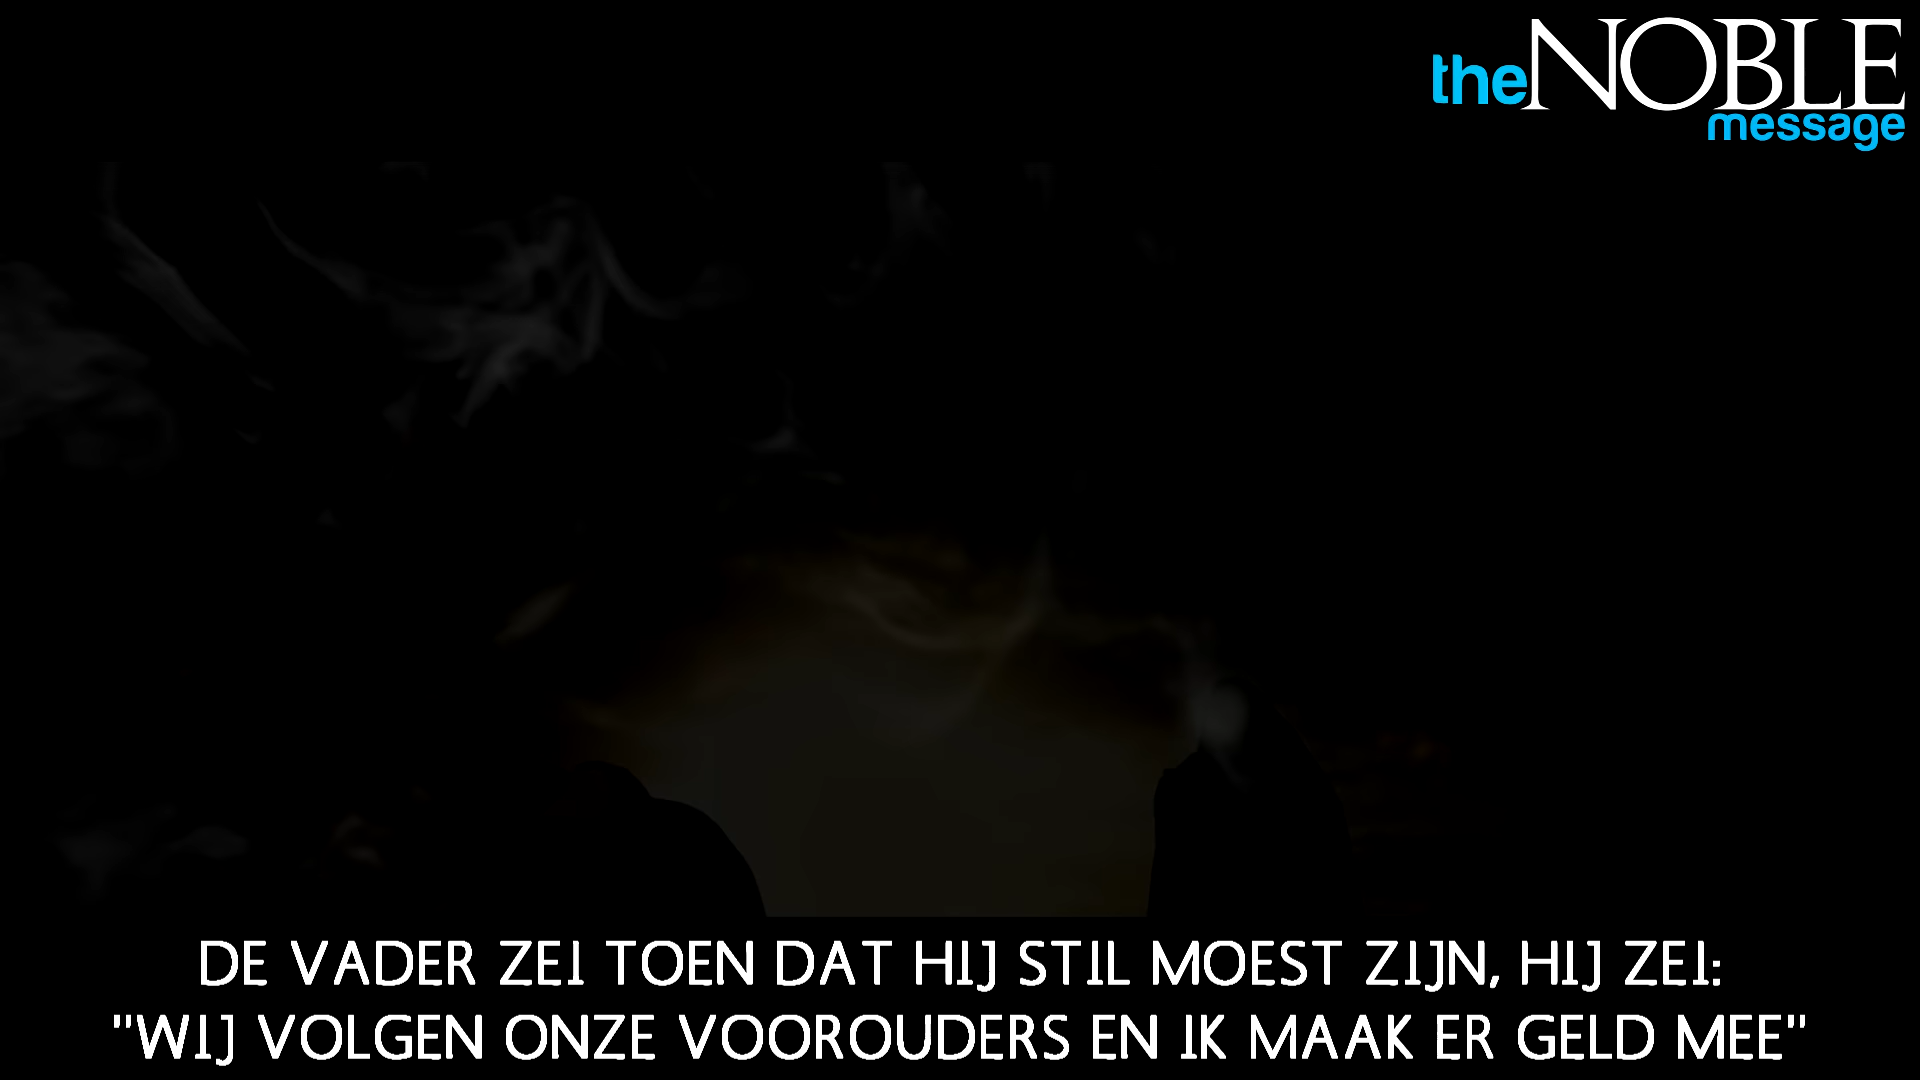 theNOBLE
message
DE VADER ZEI TOEN DAT HIJ STIL MOEST ZIJN, HIJ ZEI:
"WIJ VOLGEN ONZE VOOROUDERS EN IK MAAK ER GELD MEE"